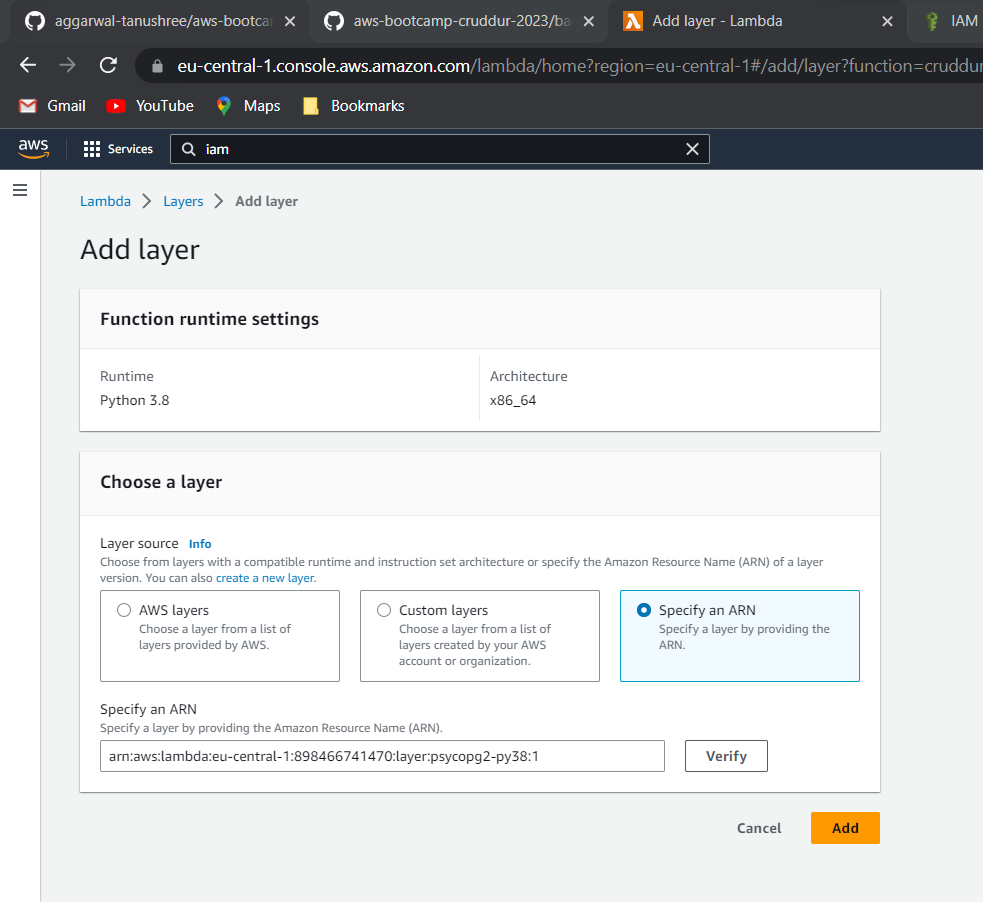 aggarwal-tanushree/aws-bootcar
aws-bootcamp-cruddur-2023/ba
Add layer - Lambda
IAM
eu-central-1.console.aws.amazon.com/lambda/home?region=eu-central-1#/add/layer?function=cruddur
Gmail
YouTube
Maps
Bookmarks
aws
Services
iam
Lambda
Layers
Add layer
Add layer
Function runtime settings
Runtime
Architecture
Python 3.8
x86_64
Choose a layer
Layer source Info
Choose from layers with a compatible runtime and instruction set architecture or specify the Amazon Resource Name (ARN) of a layer
version. You can also create a new layer.
AWS layers
Choose a layer from a list of
layers provided by AWS.
Custom layers
Choose a layer from a list of
layers created by your AWS
account or organization.
Specify an ARN
Specify a layer by providing the
ARN.
Specify an ARN
Specify a layer by providing the Amazon Resource Name (ARN).
arn:aws:lambda:eu-central-1:898466741470:layer:psycopg2-py38:1
Verify
Cancel
Add